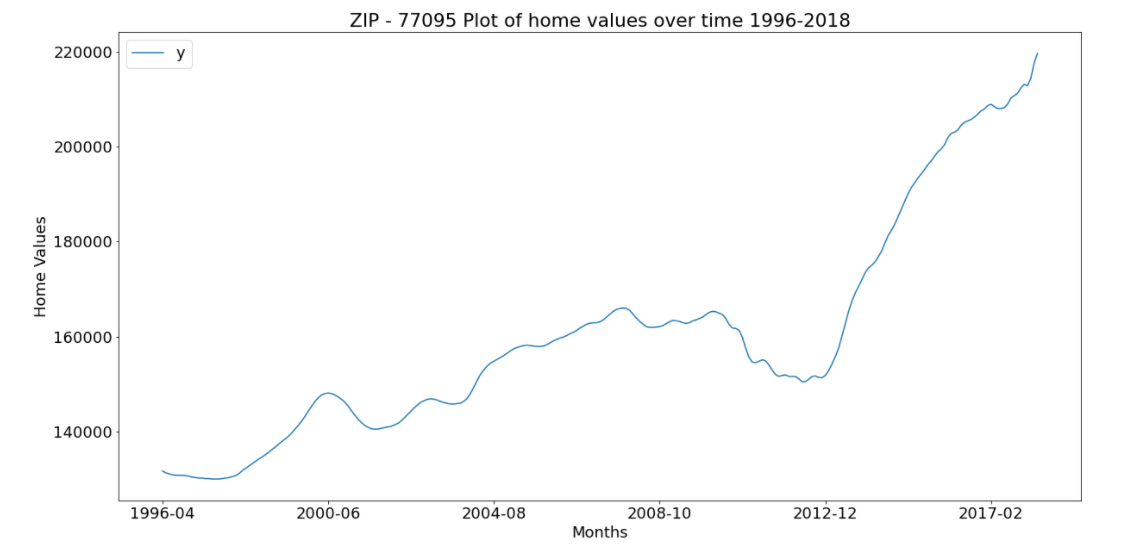 ZIP - 77095 Plot of home values over time 1996-2018
y
220000
200000
180000
160000
140000
Home Values
1996-04 2000-06 2004-08 2008-10 2012-12 2017-02
Months